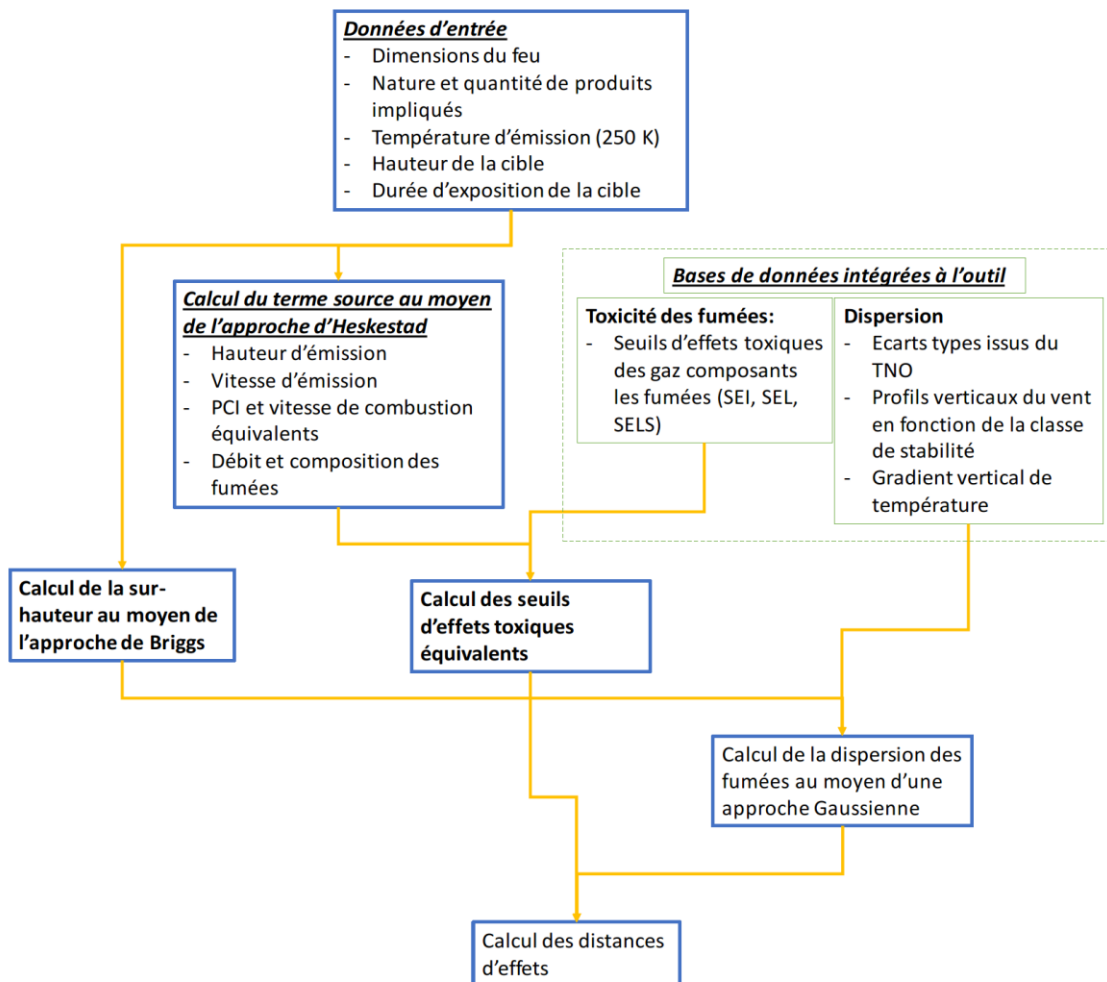 Données d'entrée
- Dimensions du feu
- Nature et quantité de produits
impliqués
- Température d'émission (250 K)
- Hauteur de la cible
- Durée d'exposition de la cible
Calcul du terme source au moyen
de l'approche d'Heskestad
- Hauteur d'émission
- Vitesse d'émission
- PCI et vitesse de combustion
équivalents
- Débit et composition des
fumées
Bases de données intégrées à l'outil
Toxicité des fumées:
- Seuils d'effets toxiques
des gaz composants
les fumées (SEI, SEL,
SELS)
Dispersion
- Ecarts types issus du
TNO
- Profils verticaux du vent
en fonction de la classe
de stabilité
- Gradient vertical de
température
Calcul de la sur-
hauteur au moyen de
l'approche de Briggs
Calcul des seuils
d'effets toxiques
équivalents
Calcul de la dispersion des
fumées au moyen d'une
approche Gaussienne
Calcul des distances
d'effets